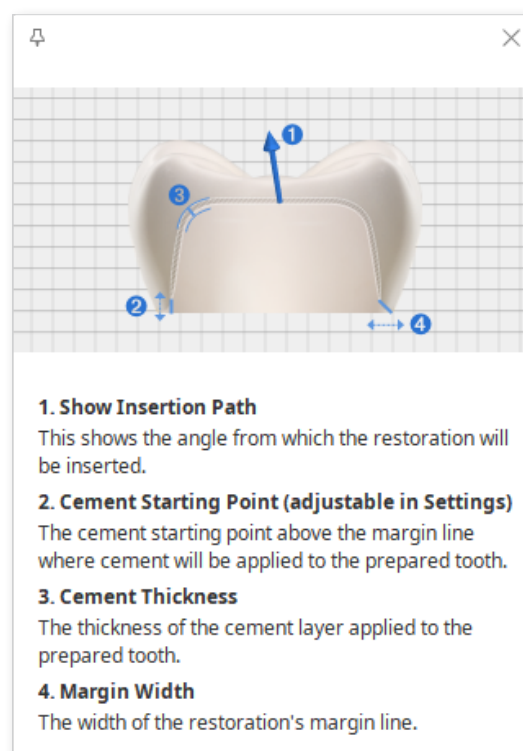 1
3
2
4
1. Show Insertion Path
This shows the angle from which the restoration will
be inserted.
2. Cement Starting Point (adjustable in Settings)
The cement starting point above the margin line
where cement will be applied to the prepared tooth.
3. Cement Thickness
The thickness of the cement layer applied to the
prepared tooth.
4. Margin Width
The width of the restoration's margin line.